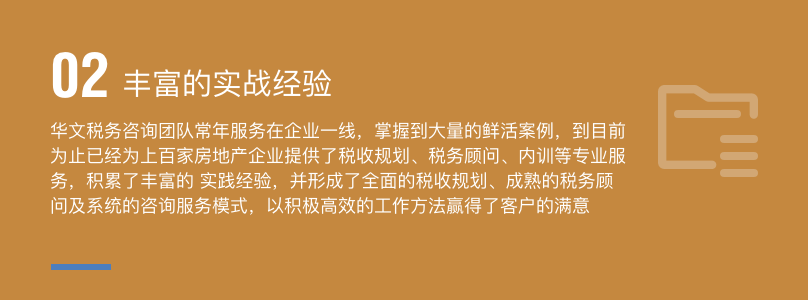 02 丰富的实战经验
华文税务咨询团队常年服务在企业一线，掌握到大量的鲜活案例，到目前
为止已经为上百家房地产企业提供了税收规划、税务顾问、内训等专业服
务，积累了丰富的 实践经验，并形成了全面的税收规划、成熟的税务顾
问及系统的咨询服务模式，以积极高效的工作方法赢得了客户的满意